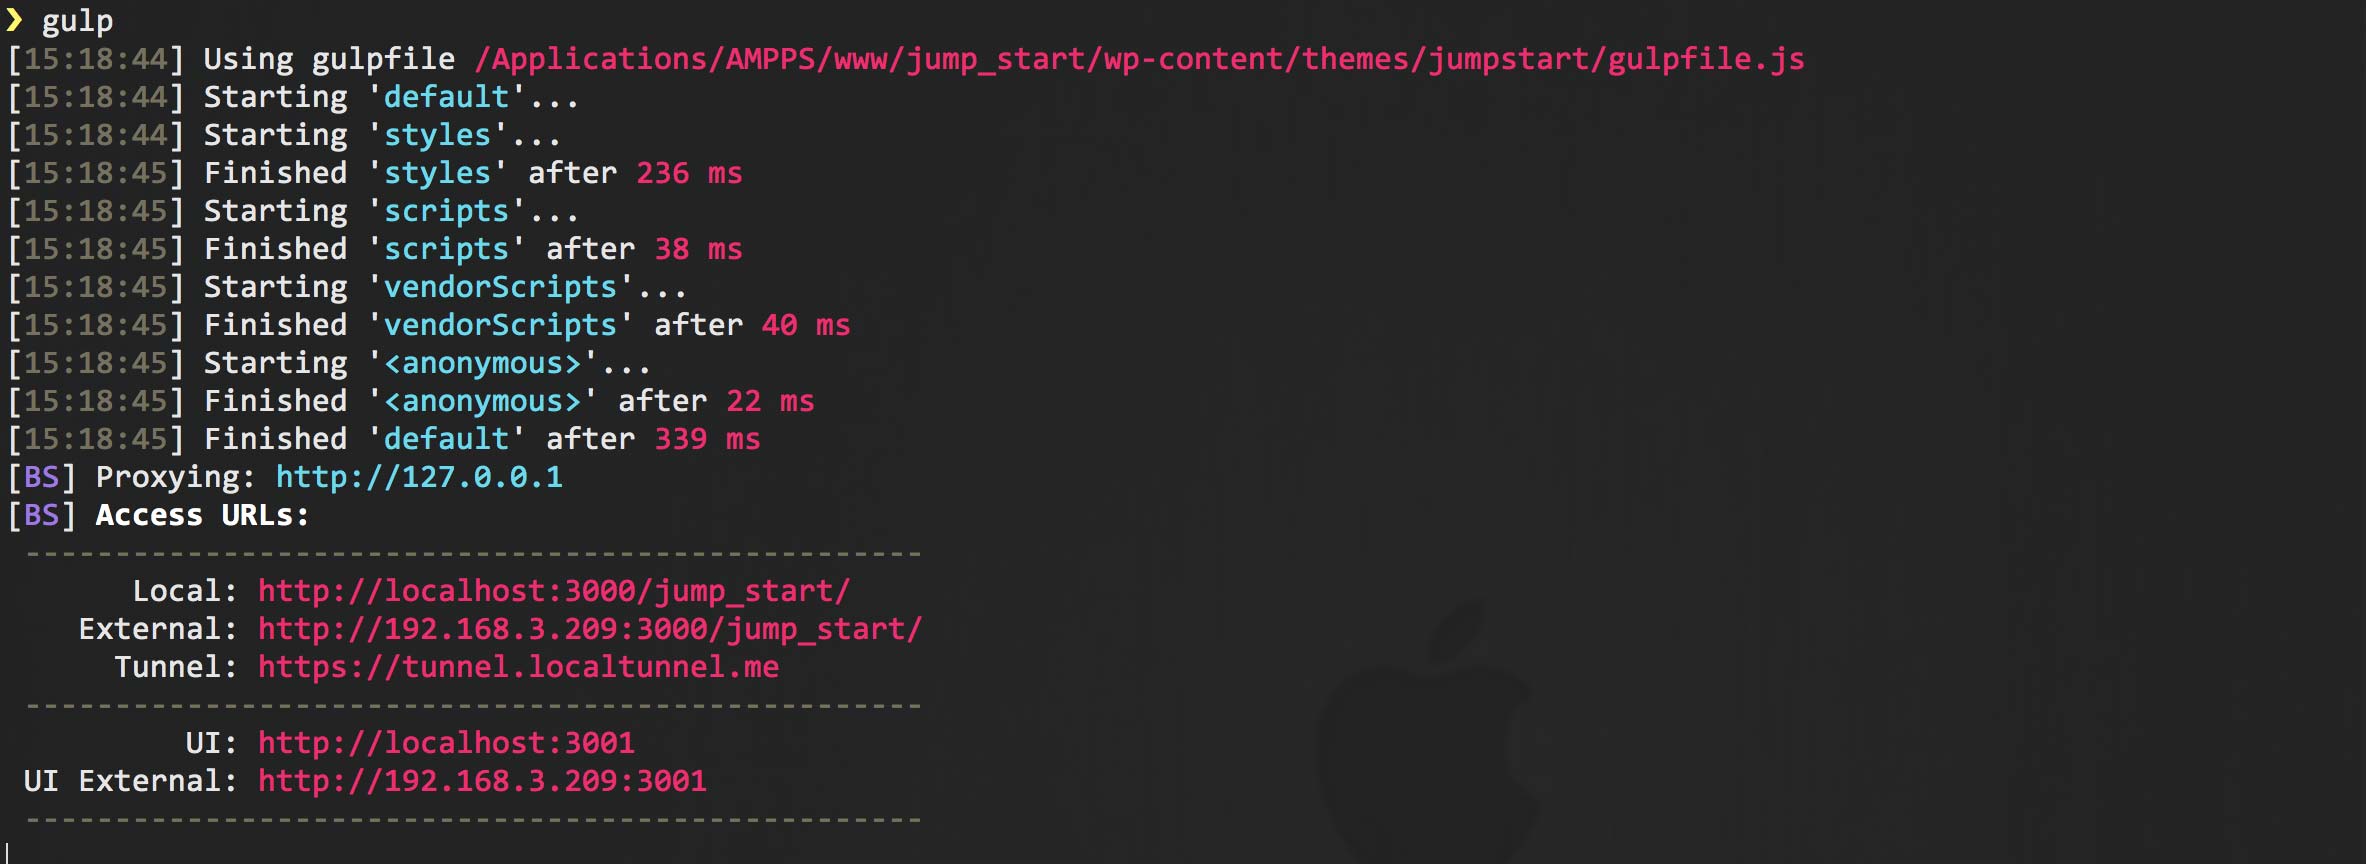 ❯ gulp
[15:18:44] Using gulpfile /Applications/AMPPS/www/jump_start/wp-content/themes/jumpstart/gulpfile.js
[15:18:44] Starting 'default'...
[15:18:44] Starting 'styles'...
[15:18:45] Finished 'styles' after 236 ms
[15:18:45] Starting 'scripts'...
[15:18:45] Finished 'scripts' after 38 ms
[15:18:45] Starting 'vendorScripts'...
[15:18:45] Finished 'vendorScripts' after 40 ms
[15:18:45] Starting '<anonymous>'...
[15:18:45] Finished '<anonymous>' after 22 ms
[15:18:45] Finished 'default' after 339 ms
[BS] Proxying: http://127.0.0.1
[BS] Access URLs:
--------------------------------------------------
Local: http://localhost:3000/jump_start/
External: http://192.168.3.209:3000/jump_start/
Tunnel: https://tunnel.localtunnel.me
--------------------------------------------------
UI: http://localhost:3001
UI External: http://192.168.3.209:3001
--------------------------------------------------